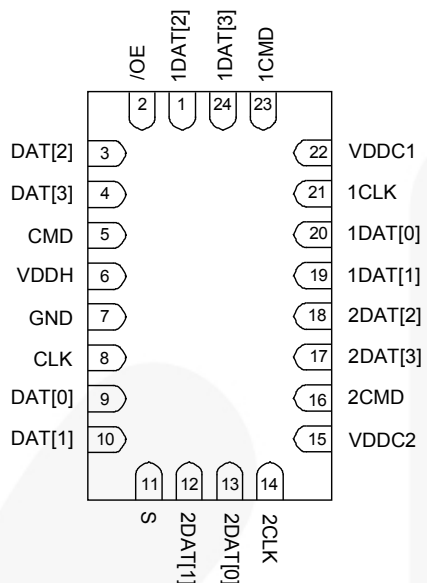 /OE 1DAT[2] 1DAT[3] 1CMD
2 1 24 23
DAT[2] 3 22 VDDC1
DAT[3] 4 21 1CLK
CMD 5 20 1DAT[0]
VDDH 6 19 1DAT[1]
GND 7 18 2DAT[2]
CLK 8 17 2DAT[3]
DAT[0] 9 16 2CMD
DAT[1] 10 15 VDDC2
11 12 13 14
S 2DAT[1] 2DAT[0] 2CLK